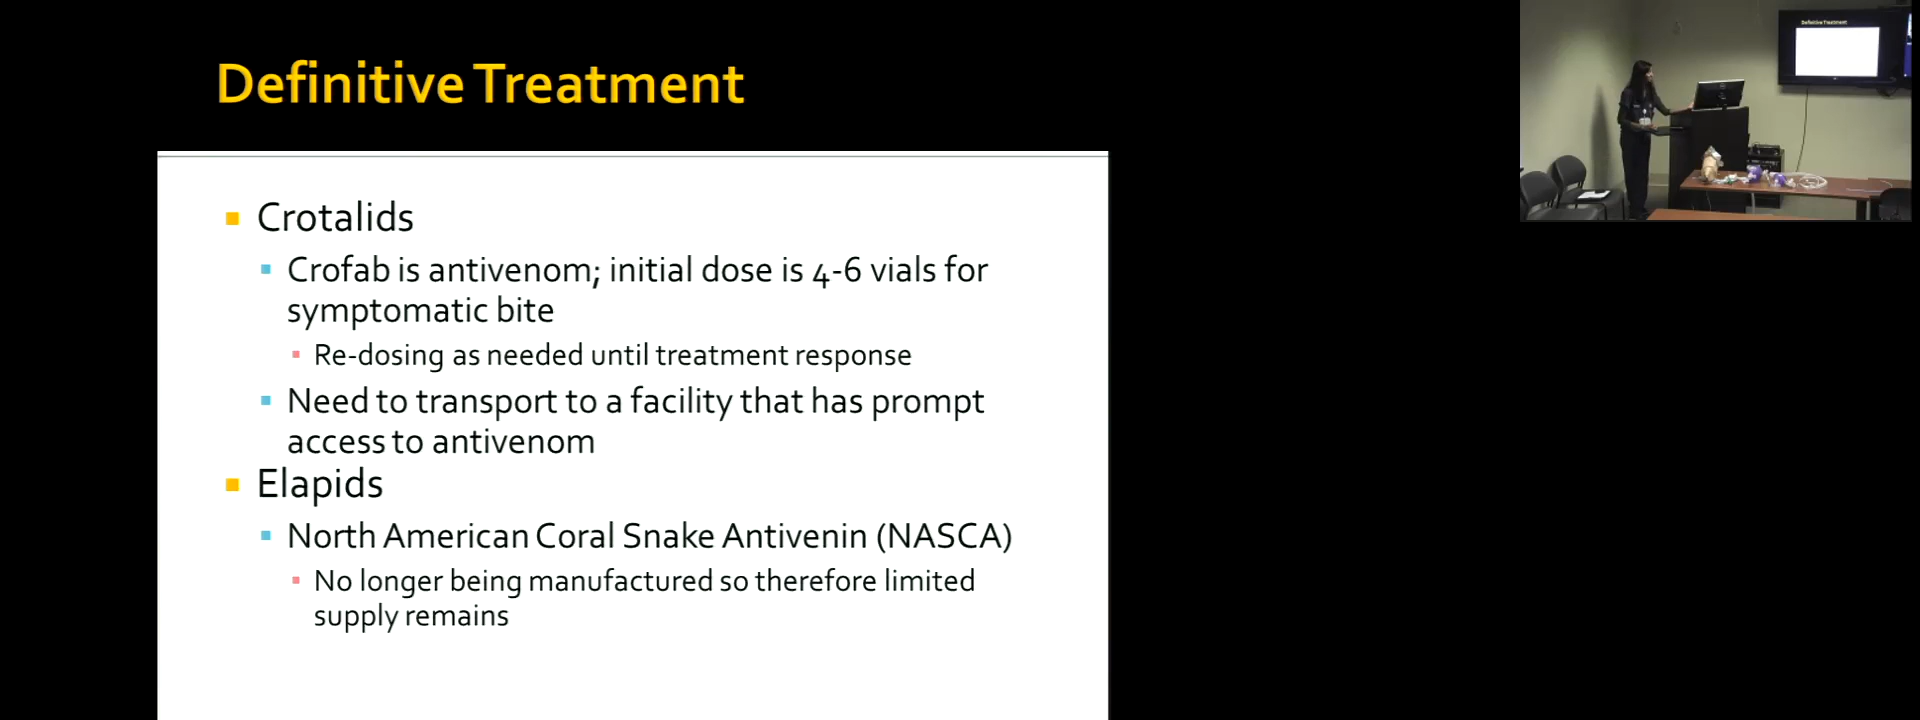 Definitive Treatment
Crotalids
Crofab is antivenom; initial dose is 4-6 vials for
symptomatic bite
Re-dosing as needed until treatment response
Need to transport to a facility that has prompt
access to antivenom
Elapids
North American Coral Snake Antivenin (NASCA)
No longer being manufactured so therefore limited
supply remains
Definitive Treatment